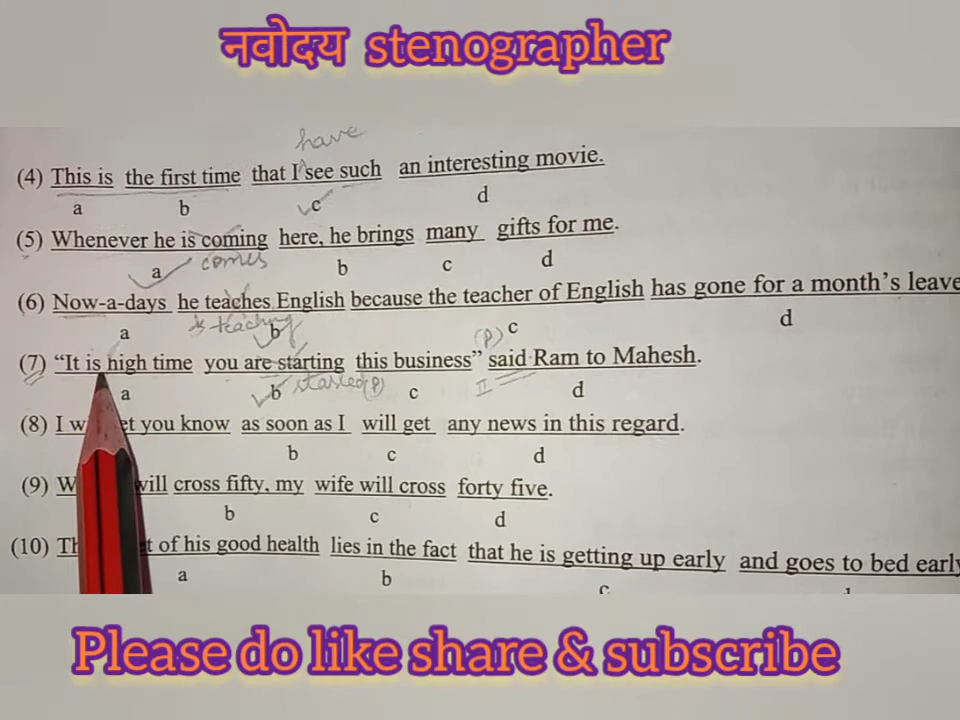 नवोदय stenographer
have
(4) This is the first time that I see such an interesting movie.
a b c d
(5) Whenever he is coming here, he brings many gifts for me.
a comes b c d
(6) Now-a-days he teaches English because the teacher of English has gone for a month's leave
a is teaching b c d
(P)
(7) "It is high time you are starting this business" said Ram to Mahesh.
a b started (P) c II d
(8) I you know as soon as I will get any news in this regard.
b c d
(9) will cross fifty, my wife will cross forty five.
b c d
(10) of his good health lies in the fact that he is getting up early and goes to bed early
a b c
Please do like share & subscribe